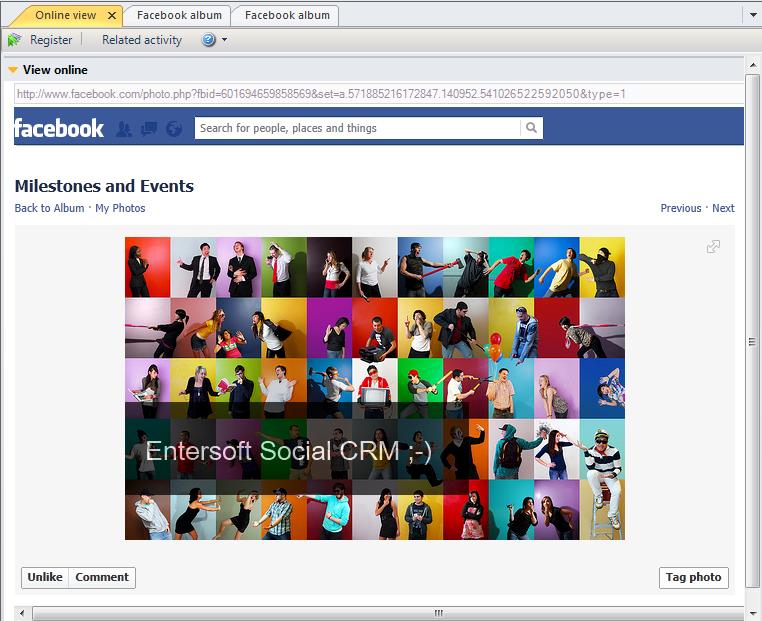 Online view
Facebook album
Facebook album
Register
Related activity
View online
http://www.facebook.com/photo.php?fbid=601694659858569&set=a.571885216172847.140952.541026522592050&type=1
facebook
Search for people, places and things
Milestones and Events
Back to Album · My Photos
Previous · Next
Entersoft Social CRM ;-)
Unlike
Comment
Tag photo